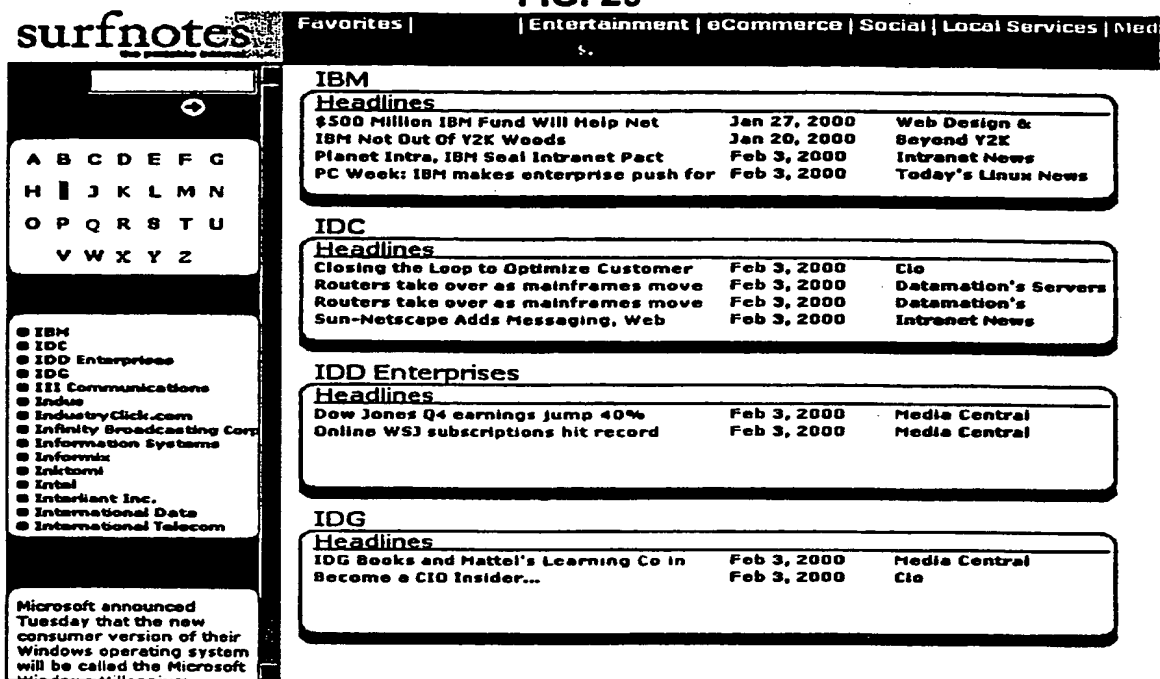 surfnotes
the portable internet
Favorites | | Entertainment | eCommerce | Social | Local Services | Med
s.
A B C D E F G
H I J K L M N
O P Q R S T U
V W X Y Z
IBM
IDC
IDD Enterprises
IDG
III Communications
Indus
IndustryClick.com
Infinity Broadcasting Corp
Information Systems
Informix
Inktomi
Intel
Interliant Inc.
International Data
International Telecom
Microsoft announced
Tuesday that the new
consumer version of their
Windows operating system
will be called the Microsoft
IBM
Headlines
$500 Million IBM Fund Will Help Net Jan 27, 2000 Web Design &
IBM Not Out Of Y2K Woods Jan 20, 2000 Beyond Y2K
Planet Intra, IBM Seal Intranet Pact Feb 3, 2000 Intranet News
PC Week: IBM makes enterprise push for Feb 3, 2000 Today's Linux News
IDC
Headlines
Closing the Loop to Optimize Customer Feb 3, 2000 Cio
Routers take over as mainframes move Feb 3, 2000 Datamation's Servers
Routers take over as mainframes move Feb 3, 2000 Datamation's
Sun-Netscape Adds Messaging, Web Feb 3, 2000 Intranet News
IDD Enterprises
Headlines
Dow Jones Q4 earnings jump 40% Feb 3, 2000 Media Central
Online WSJ subscriptions hit record Feb 3, 2000 Media Central
IDG
Headlines
IDG Books and Mattel's Learning Co in Feb 3, 2000 Media Central
Become a CIO Insider... Feb 3, 2000 Cio